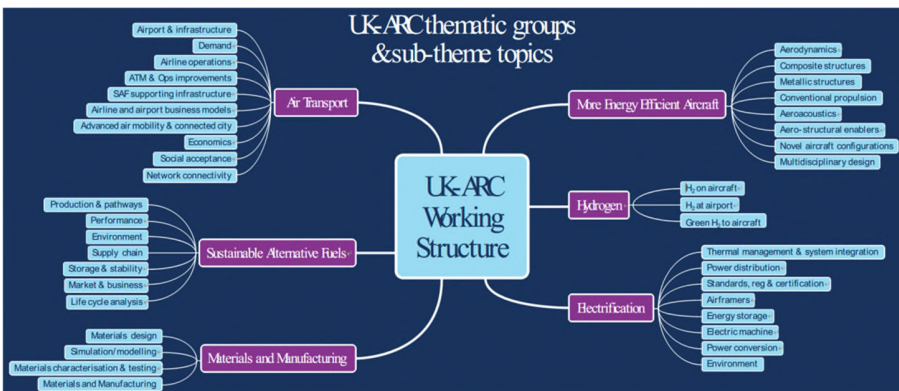 UK-ARC thematic groups
& sub-theme topics
Airport & infrastructure
Demand
Airline operations
ATM & Ops improvements
SAF supporting infrastructure
Airline and airport business models
Advanced air mobility & connected city
Economics
Social acceptance
Network connectivity
Air Transport
Production & pathways
Performance
Environment
Supply chain
Storage & stability
Market & business
Life cycle analysis
Sustainable Alternative Fuels
Materials design
Simulation/modelling
Materials characterisation & testing
Materials and Manufacturing
Materials and Manufacturing
UK-ARC
Working
Structure
More Energy Efficient Aircraft
Aerodynamics
Composite structures
Metallic structures
Conventional propulsion
Aeroacoustics
Aero-structural enablers
Novel aircraft configurations
Multidisciplinary design
Hydrogen
H₂ on aircraft
H₂ at airport
Green H₂ to aircraft
Electrification
Thermal management & system integration
Power distribution
Standards, reg & certification
Airframers
Energy storage
Electric machine
Power conversion
Environment